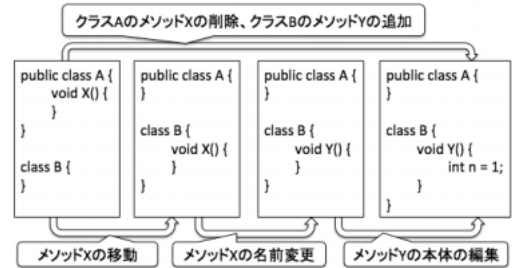 クラスAのメソッドXの削除、クラスBのメソッドYの追加
public class A {
void X() {
}
}
class B {
}
public class A {
}
class B {
void X() {
}
}
public class A {
}
class B {
void Y() {
}
}
public class A {
}
class B {
void Y() {
int n = 1;
}
}
メソッドXの移動
メソッドXの名前変更
メソッドYの本体の編集